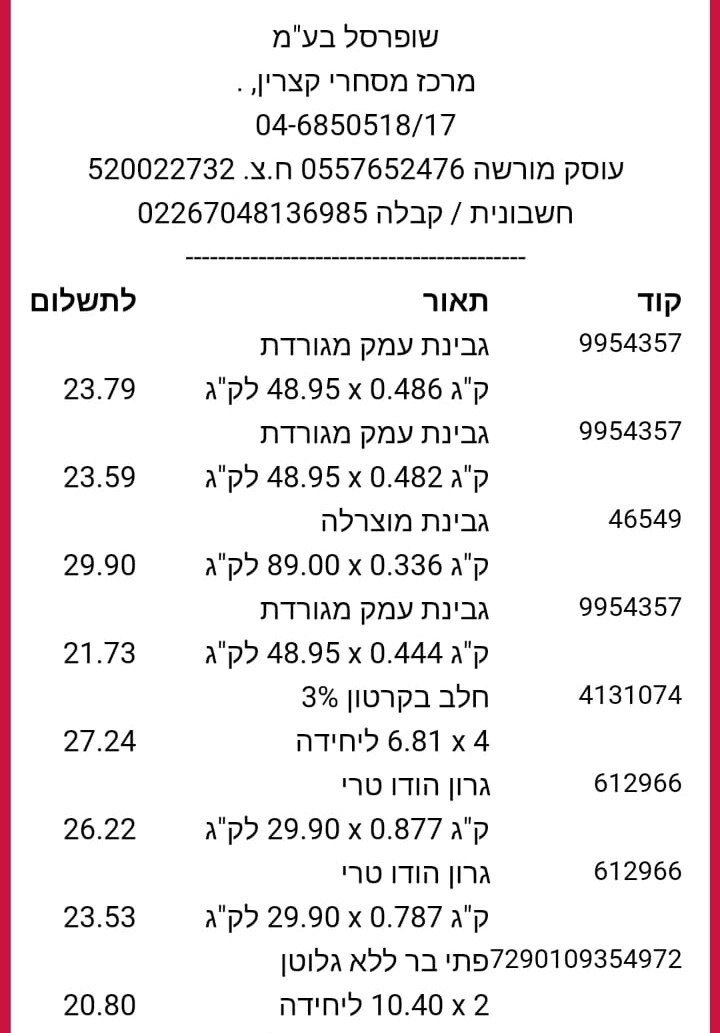 שופרסל בע"מ
מרכז מסחרי קצרין, .
04-6850518/17
עוסק מורשה 0557652476 ח.צ. 520022732
חשבונית / קבלה 02267048136985
------------------------------------------
קוד תאור לתשלום
9954357 גבינת עמק מגורדת
ק"ג 0.486 x 48.95 לק"ג 23.79
9954357 גבינת עמק מגורדת
ק"ג 0.482 x 48.95 לק"ג 23.59
46549 גבינת מוצרלה
ק"ג 0.336 x 89.00 לק"ג 29.90
9954357 גבינת עמק מגורדת
ק"ג 0.444 x 48.95 לק"ג 21.73
4131074 חלב בקרטון 3%
4 x 6.81 ליחידה 27.24
612966 גרון הודו טרי
ק"ג 0.877 x 29.90 לק"ג 26.22
612966 גרון הודו טרי
ק"ג 0.787 x 29.90 לק"ג 23.53
7290109354972 פתי בר ללא גלוטן
2 x 10.40 ליחידה 20.80